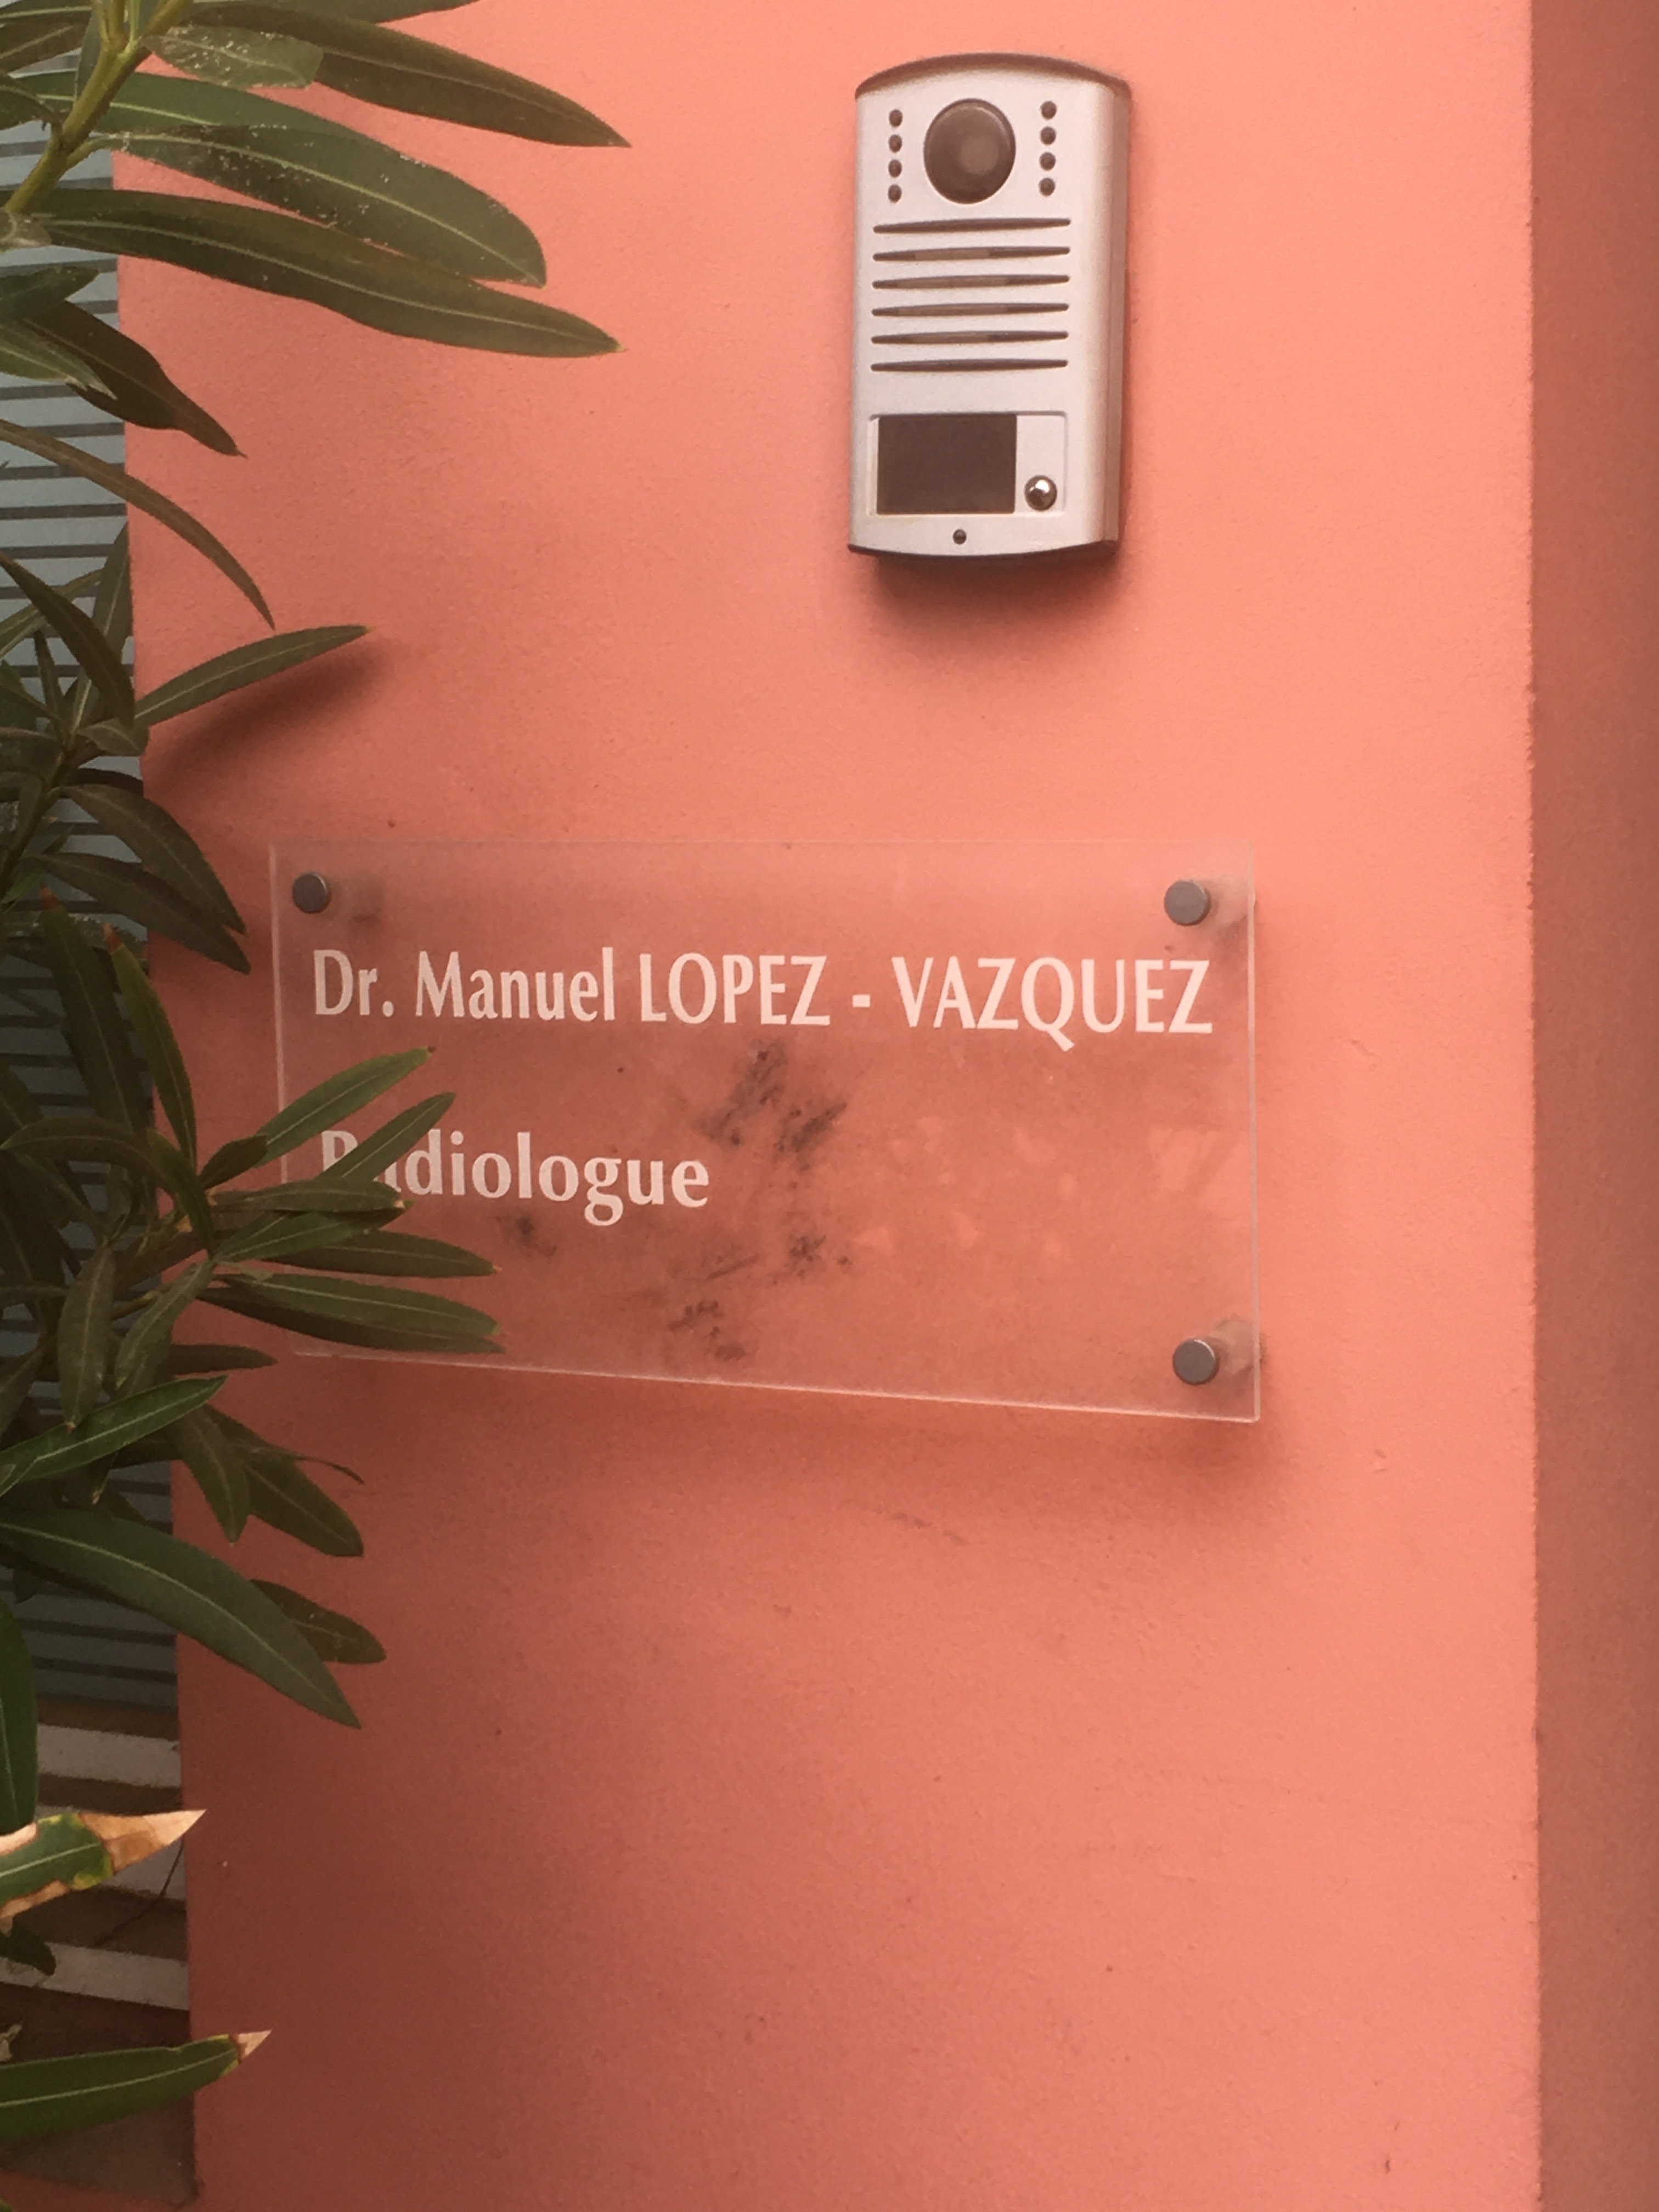 Dr. Manuel LOPEZ - VAZQUEZ
Radiologue